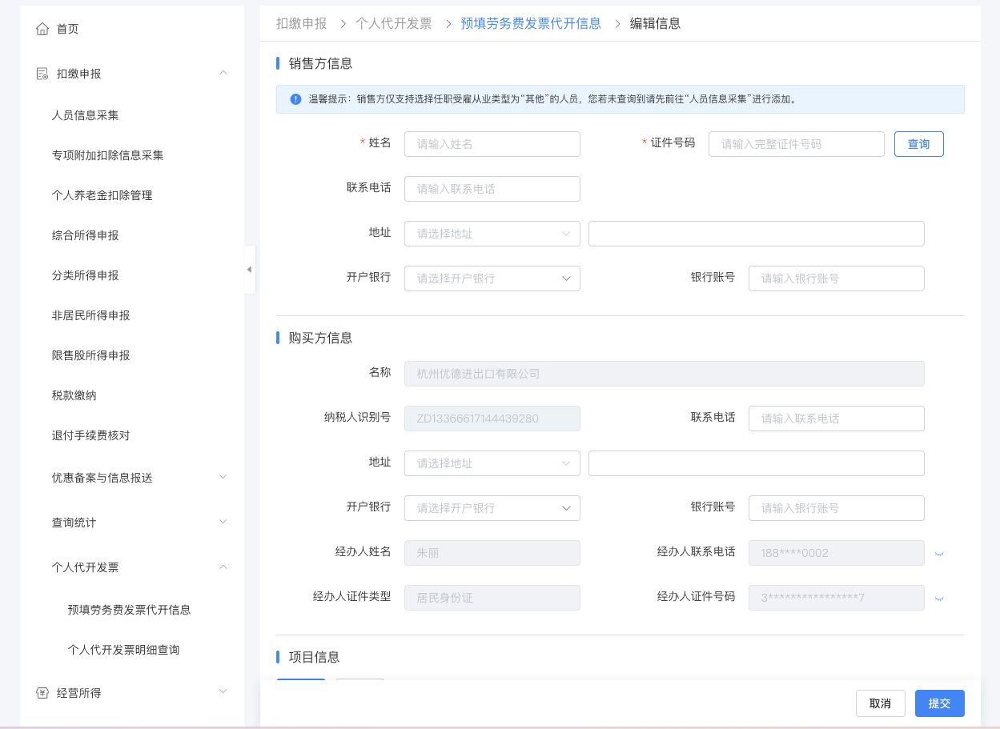 首页
扣缴申报
人员信息采集
专项附加扣除信息采集
个人养老金扣除管理
综合所得申报
分类所得申报
非居民所得申报
限售股所得申报
税款缴纳
退付手续费核对
优惠备案与信息报送
查询统计
个人代开发票
预填劳务费发票代开信息
个人代开发票明细查询
经营所得
扣缴申报 > 个人代开发票 > 预填劳务费发票代开信息 > 编辑信息
销售方信息
温馨提示：销售方仅支持选择任职受雇从业类型为“其他”的人员，您若未查询到请先前往“人员信息采集”进行添加。
* 姓名 请输入姓名 * 证件号码 请输入完整证件号码 查询
联系电话 请输入联系电话
地址 请选择地址
开户银行 请选择开户银行 银行账号 请输入银行账号
购买方信息
名称 杭州优德进出口有限公司
纳税人识别号 ZD13366617144439280 联系电话 请输入联系电话
地址 请选择地址
开户银行 请选择开户银行 银行账号 请输入银行账号
经办人姓名 朱丽 经办人联系电话 188****0002
经办人证件类型 居民身份证 经办人证件号码 3****************7
项目信息
取消 提交